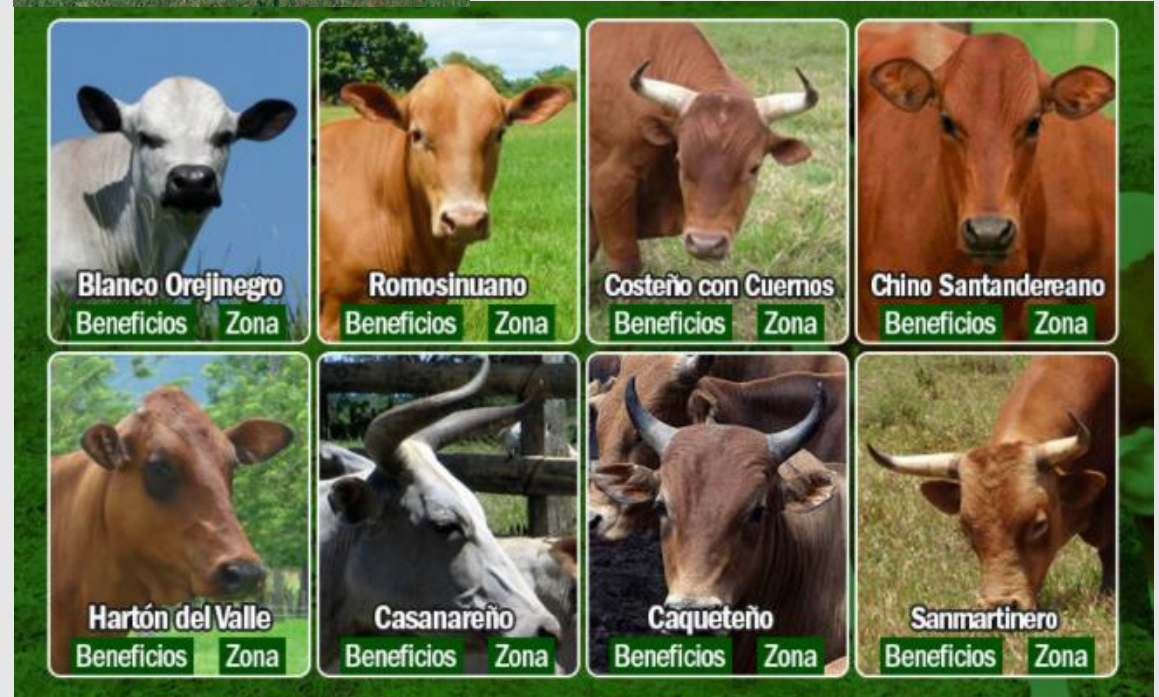 Blanco Orejinegro
Beneficios Zona
Romosinuano
Beneficios Zona
Costeño con Cuernos
Beneficios Zona
Chino Santandereano
Beneficios Zona
Hartón del Valle
Beneficios Zona
Casanareño
Beneficios Zona
Caqueteño
Beneficios Zona
Sanmartinero
Beneficios Zona